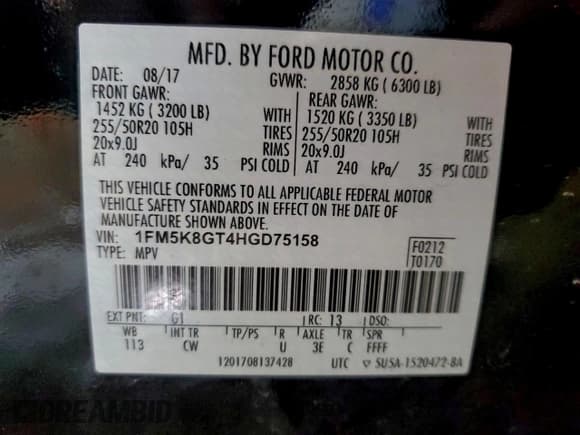 MFD. BY FORD MOTOR CO.
DATE: 08/17 GVWR: 2858 KG ( 6300 LB)
FRONT GAWR: REAR GAWR:
1452 KG ( 3200 LB) WITH 1520 KG ( 3350 LB) WITH
255/50R20 105H TIRES 255/50R20 105H TIRES
20x9.0J RIMS 20x9.0J RIMS
AT 240 kPa/ 35 PSI COLD AT 240 kPa/ 35 PSI COLD
THIS VEHICLE CONFORMS TO ALL APPLICABLE FEDERAL MOTOR
VEHICLE SAFETY STANDARDS IN EFFECT ON THE DATE OF
MANUFACTURE SHOWN ABOVE.
VIN: 1FM5K8GT4HGD75158 F0212
TYPE: MPV T0170
EXT PNT: G1 RC: 13 DSO:
WB INT TR TP/PS R AXLE TR SPR
113 CW U 3E C FFFF
1201708137428 UTC ▽ SU5A-1520472-8A
DREAMBID